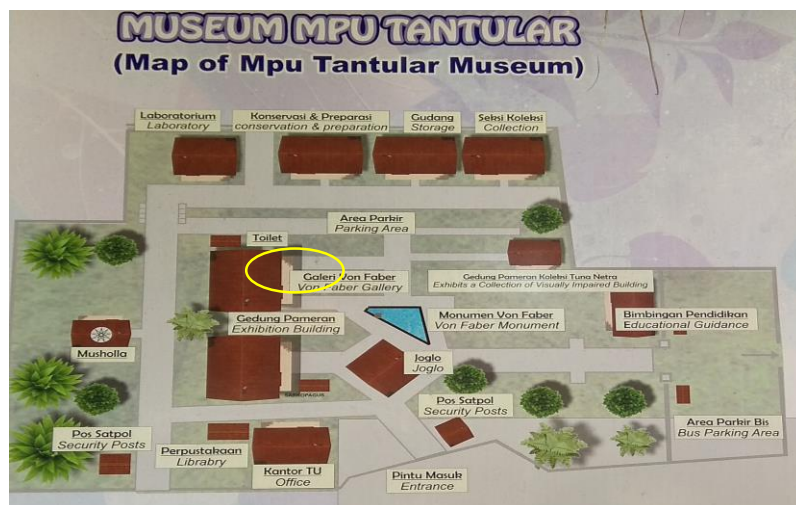 MUSEUM MPU TANTULAR
(Map of Mpu Tantular Museum)
Laboratorium
Laboratory
Konservasi & Preparasi
conservation & preparation
Gudang
Storage
Seksi Koleksi
Collection
Area Parkir
Parking Area
Toilet
Galeri Von Faber
Von Faber Gallery
Gedung Pameran Koleksi Tuna Netra
Exhibits a Collection of Visually Impaired Building
Gedung Pameran
Exhibition Building
Monumen Von Faber
Von Faber Monument
Bimbingan Pendidikan
Educational Guidance
Musholla
Joglo
Joglo
SARKOFAGUS
Pos Satpol
Security Posts
Pos Satpol
Security Posts
Area Parkir Bis
Bus Parking Area
Perpustakaan
Librabry
Kantor TU
Office
Pintu Masuk
Entrance